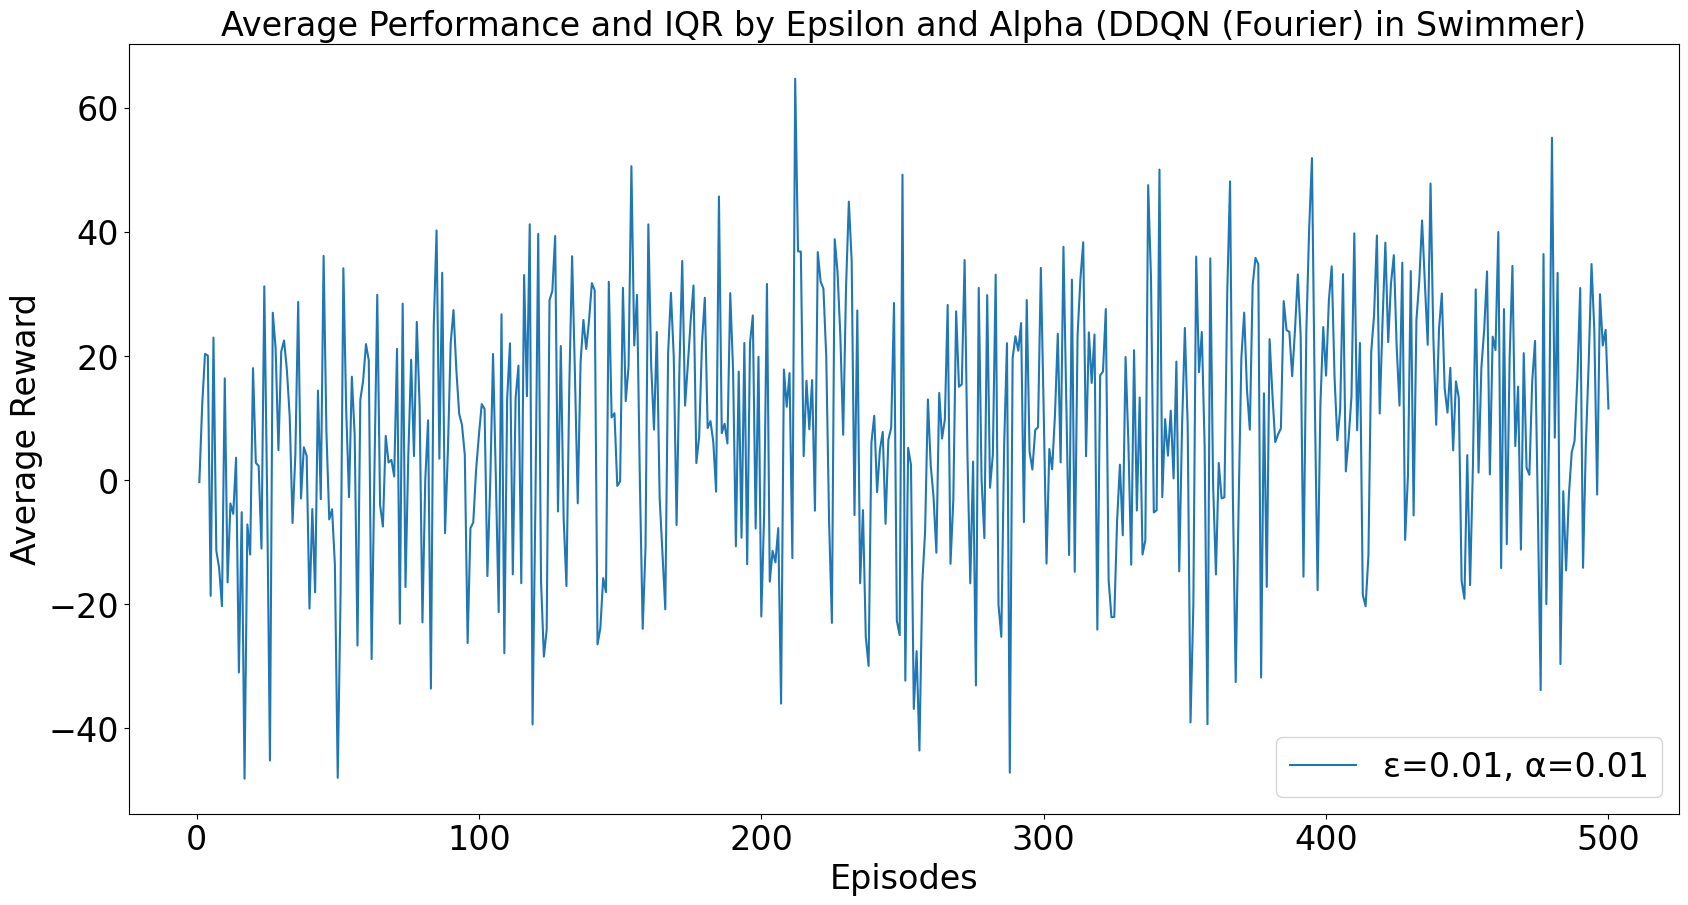 Average Performance and IQR by Epsilon and Alpha (DDQN (Fourier) in Swimmer)
60
40
20
0
−20
−40
Average Reward
ε=0.01, α=0.01
0 100 200 300 400 500
Episodes